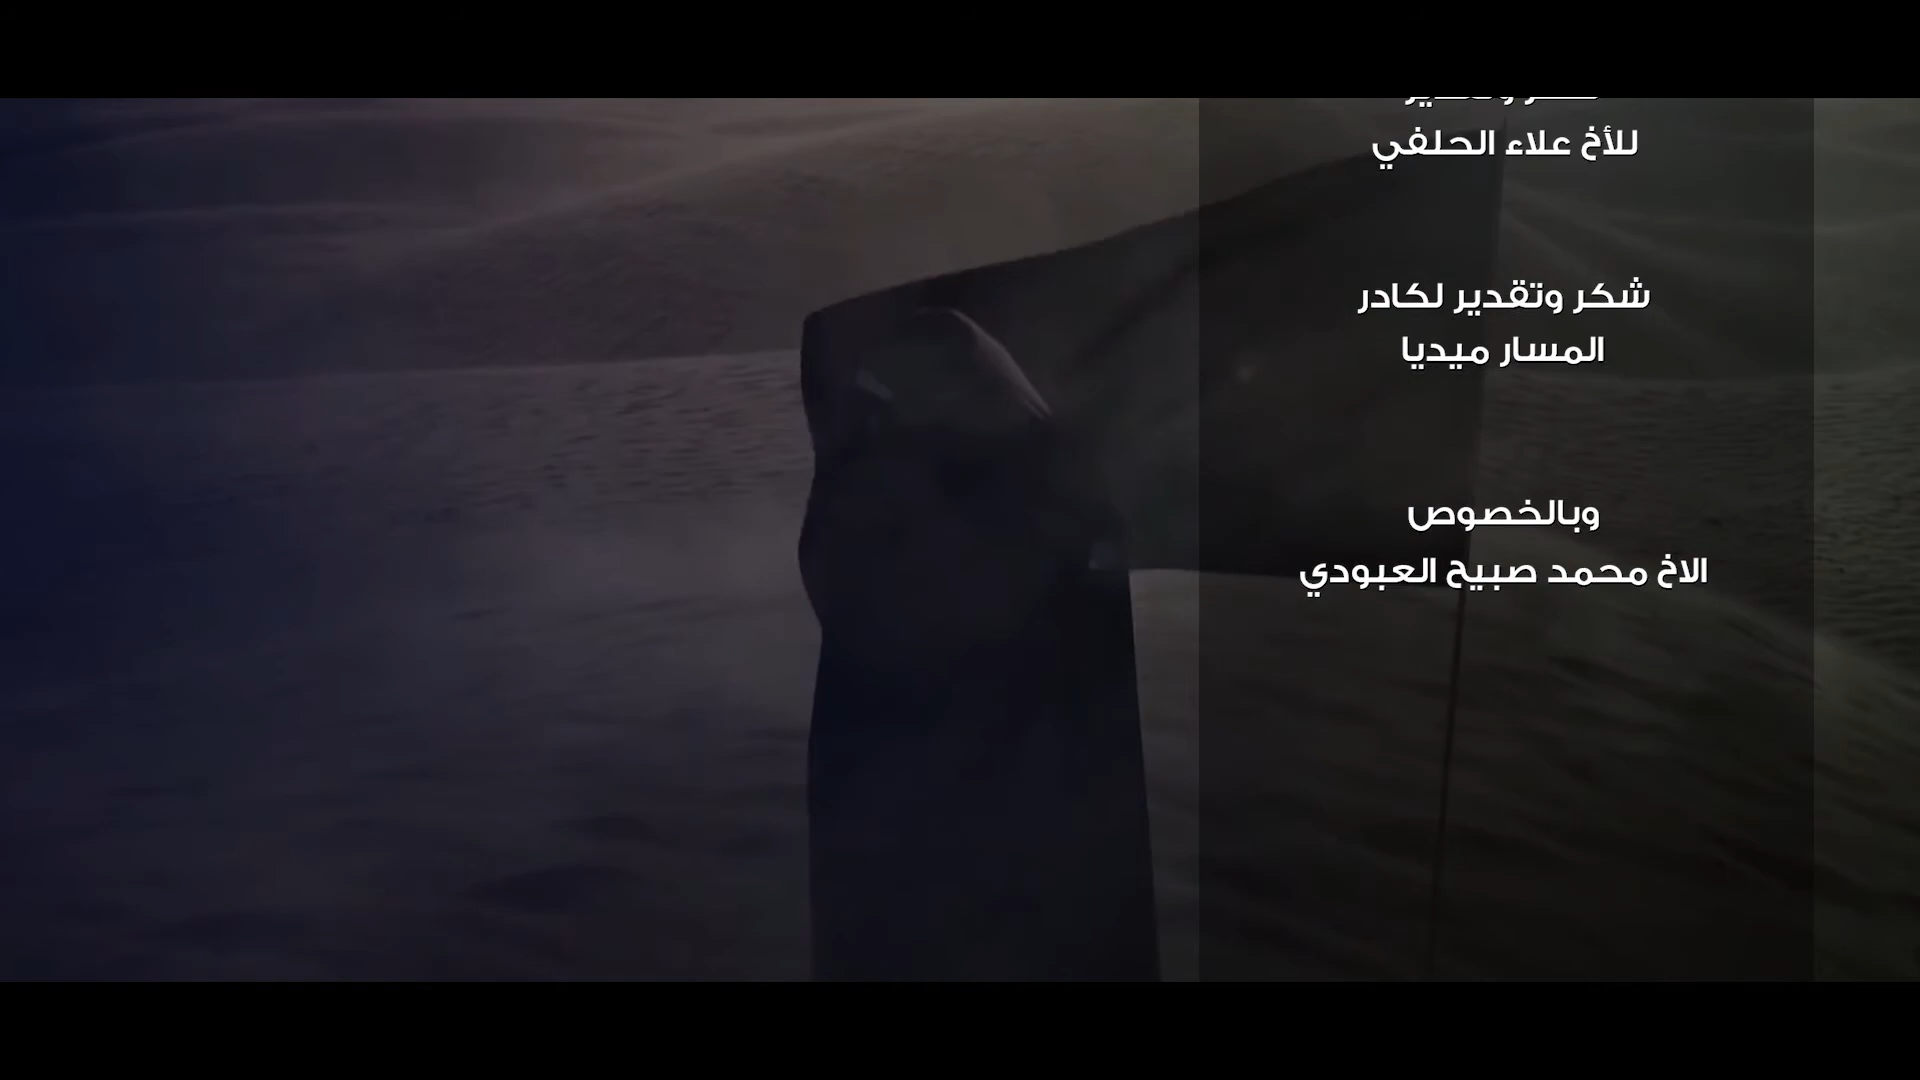 للأخ علاء الحلفي
شكر وتقدير لكادر
المسار ميديا
وبالخصوص
الاخ محمد صبيح العبودي